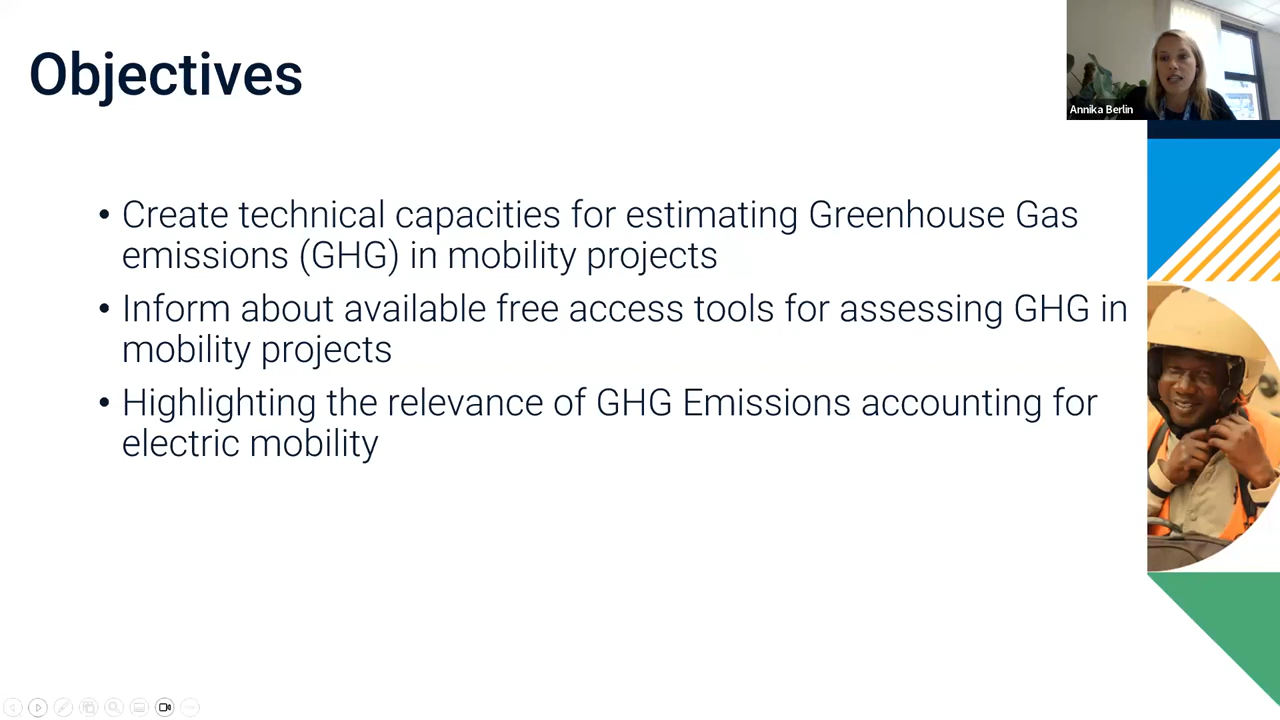 Objectives
Annika Berlin
• Create technical capacities for estimating Greenhouse Gas
emissions (GHG) in mobility projects
• Inform about available free access tools for assessing GHG in
mobility projects
• Highlighting the relevance of GHG Emissions accounting for
electric mobility